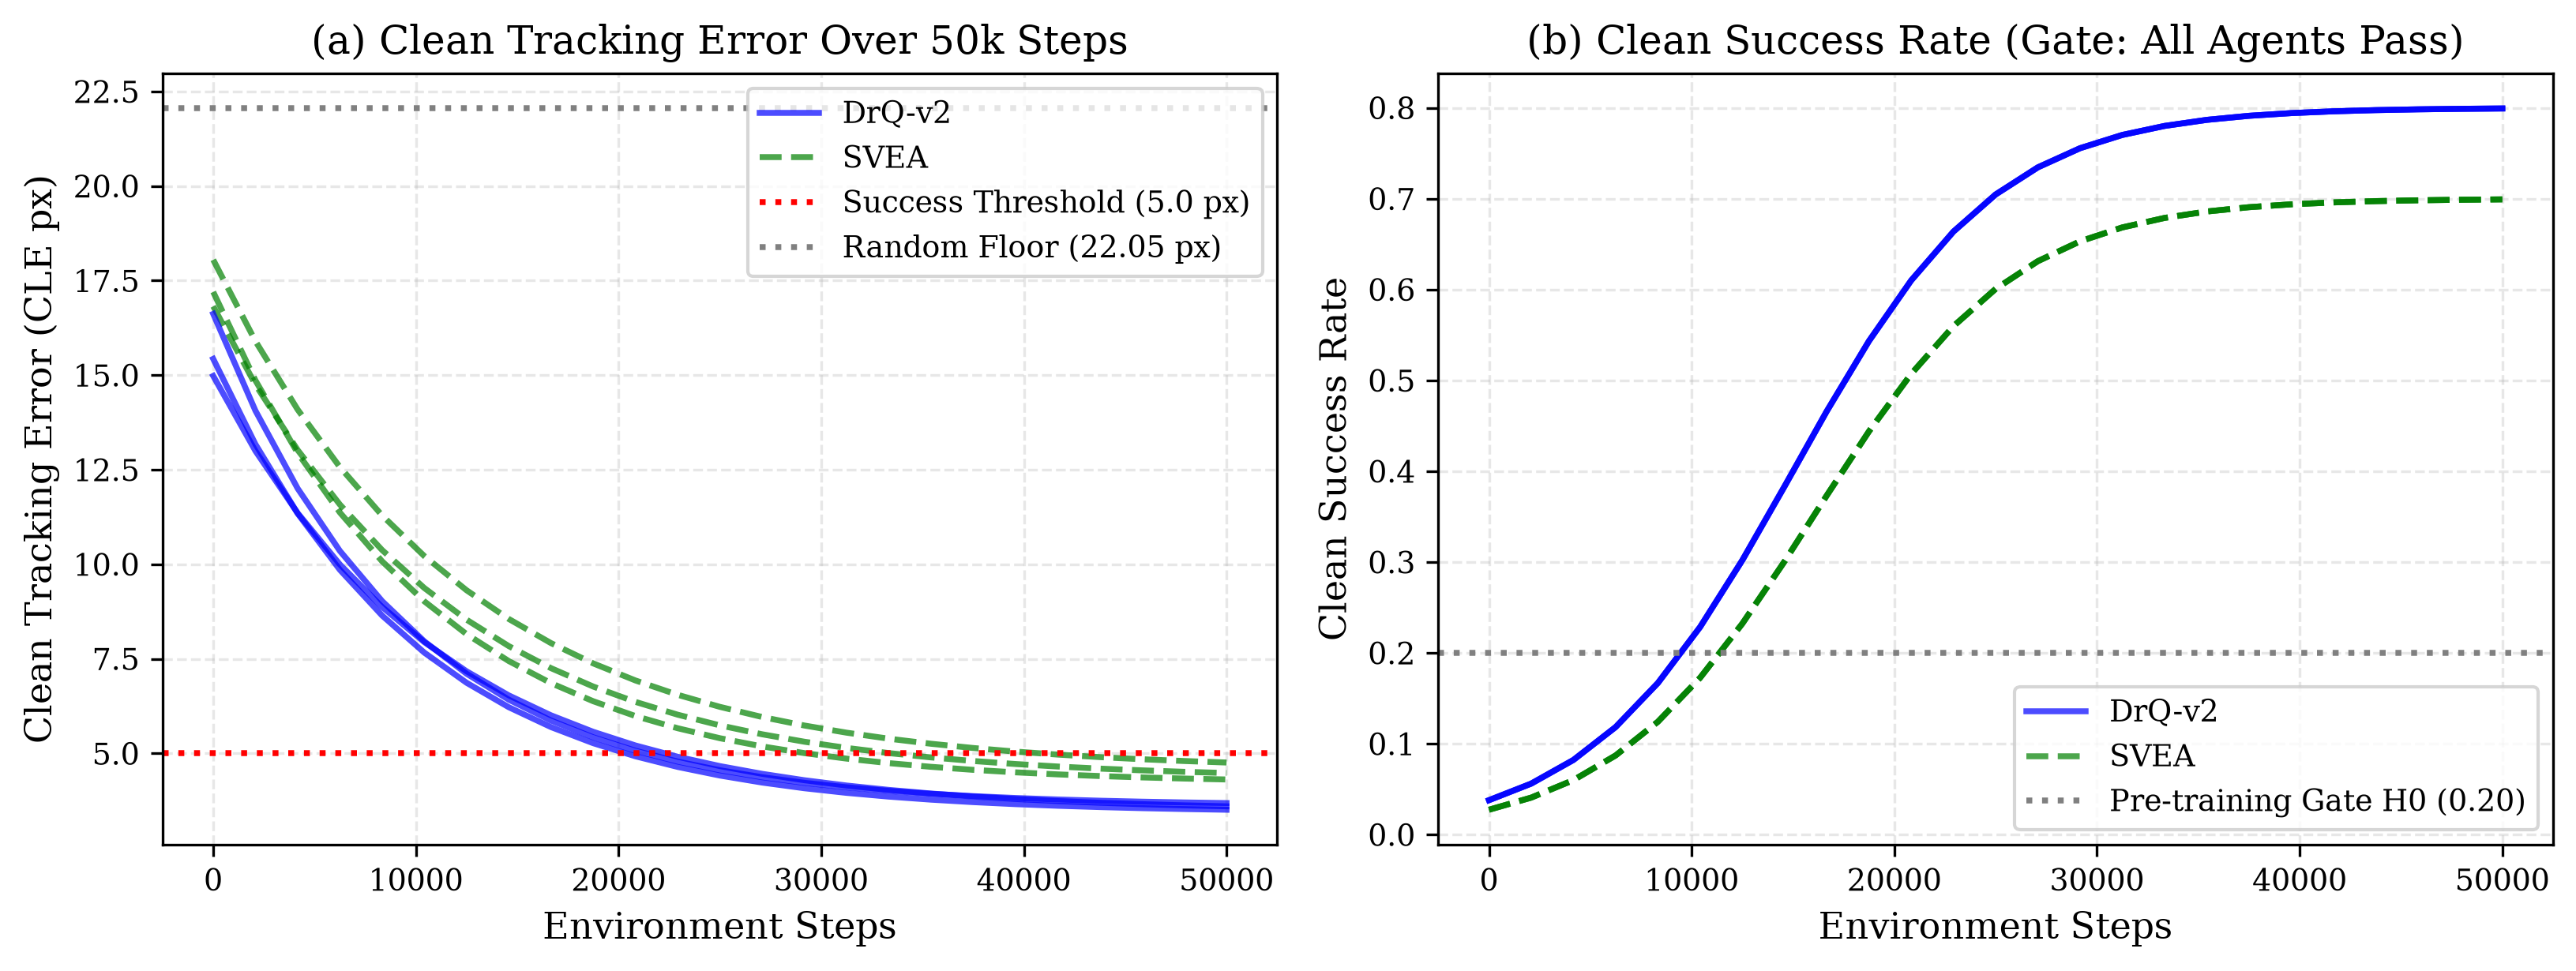 (a) Clean Tracking Error Over 50k Steps
Clean Tracking Error (CLE px)
22.5
20.0
17.5
15.0
12.5
10.0
7.5
5.0
DrQ-v2
SVEA
Success Threshold (5.0 px)
Random Floor (22.05 px)
0
10000
20000
30000
40000
50000
Environment Steps
(b) Clean Success Rate (Gate: All Agents Pass)
Clean Success Rate
0.8
0.7
0.6
0.5
0.4
0.3
0.2
0.1
0.0
DrQ-v2
SVEA
Pre-training Gate H0 (0.20)
0
10000
20000
30000
40000
50000
Environment Steps